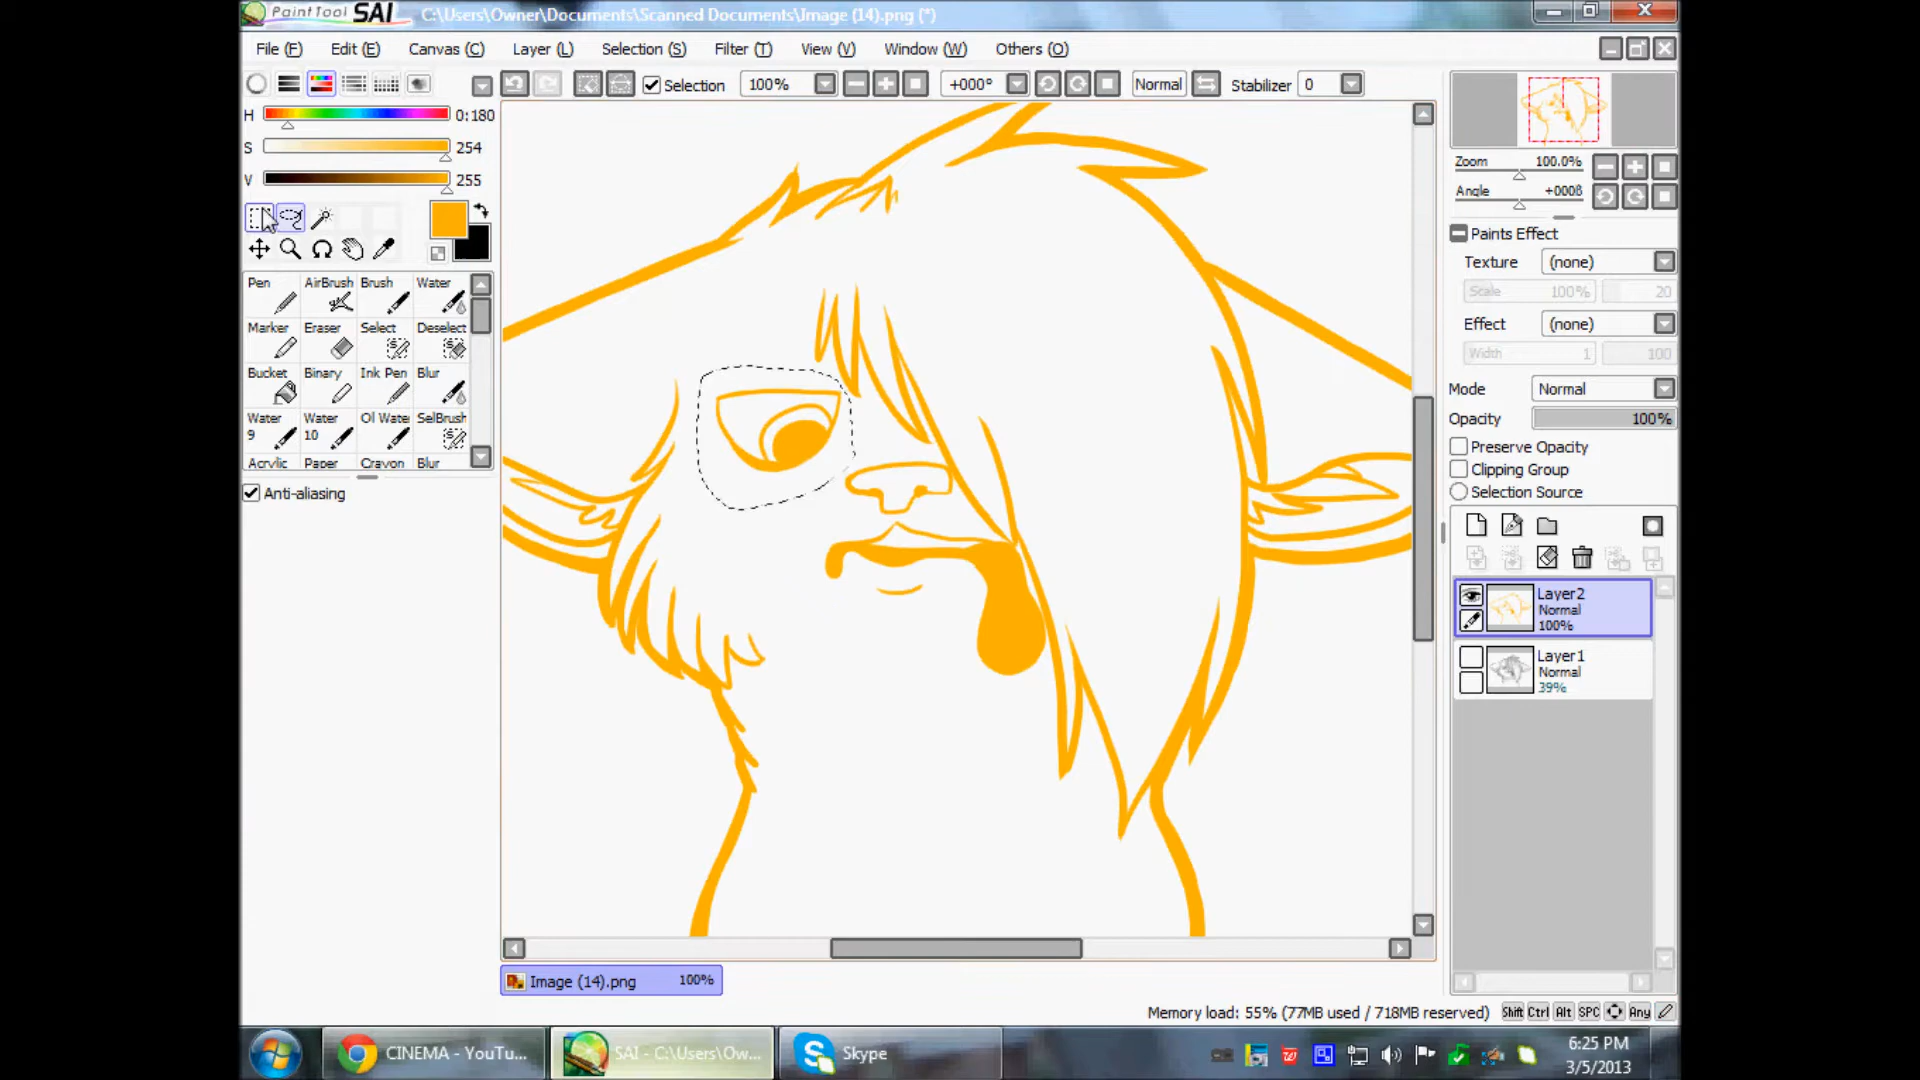 PaintTool SAI C:\Users\Owner\Documents\Scanned Documents\Image (14).png (*)
File (F) Edit (E) Canvas (C) Layer (L) Selection (S) Filter (T) View (V) Window (W) Others (O)
Selection 100% +000° Normal Stabilizer 0
H 0:180
S 254
V 255
Zoom 100.0%
Angle +000ß
Paints Effect
Texture (none)
Scale 100% 20
Effect (none)
Width 1 100
Mode Normal
Opacity 100%
Preserve Opacity
Clipping Group
Selection Source
Pen AirBrush Brush Water
Marker Eraser Select Deselect
Bucket Binary Ink Pen Blur
Water 9 Water 10 Ol Water SelBrush
Acrylic Paper Crayon Blur
Anti-aliasing
Layer2
Normal
100%
Layer1
Normal
39%
Image (14).png 100%
Memory load: 55% (77MB used / 718MB reserved) Shift Ctrl Alt SPC Any
CINEMA - YouTu... SAI - C:\Users\Ow... Skype
6:25 PM
3/5/2013